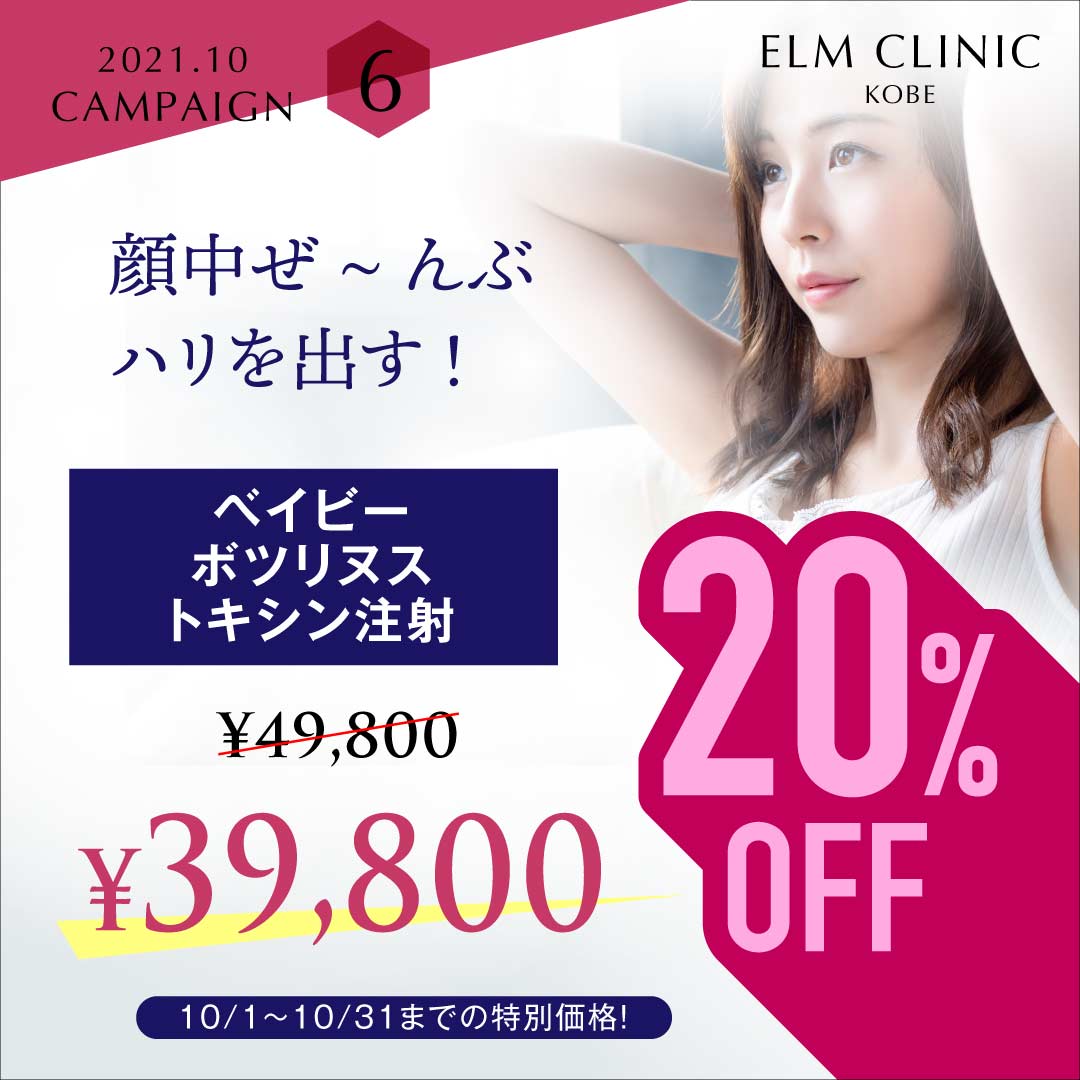 2021.10
CAMPAIGN
6
ELM CLINIC
KOBE
顔中ぜ~んぶ
ハリを出す!
ベイビー
ボツリヌス
トキシン注射
¥49,800
¥39,800
20%
OFF
10/1~10/31までの特別価格!